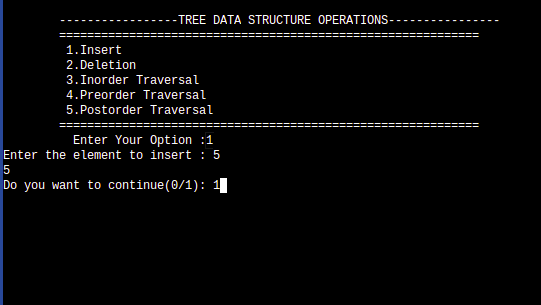 -----------------TREE DATA STRUCTURE OPERATIONS----------------
============================================================
1.Insert
2.Deletion
3.Inorder Traversal
4.Preorder Traversal
5.Postorder Traversal
============================================================
Enter Your Option :1
Enter the element to insert : 5
5
Do you want to continue(0/1): 1